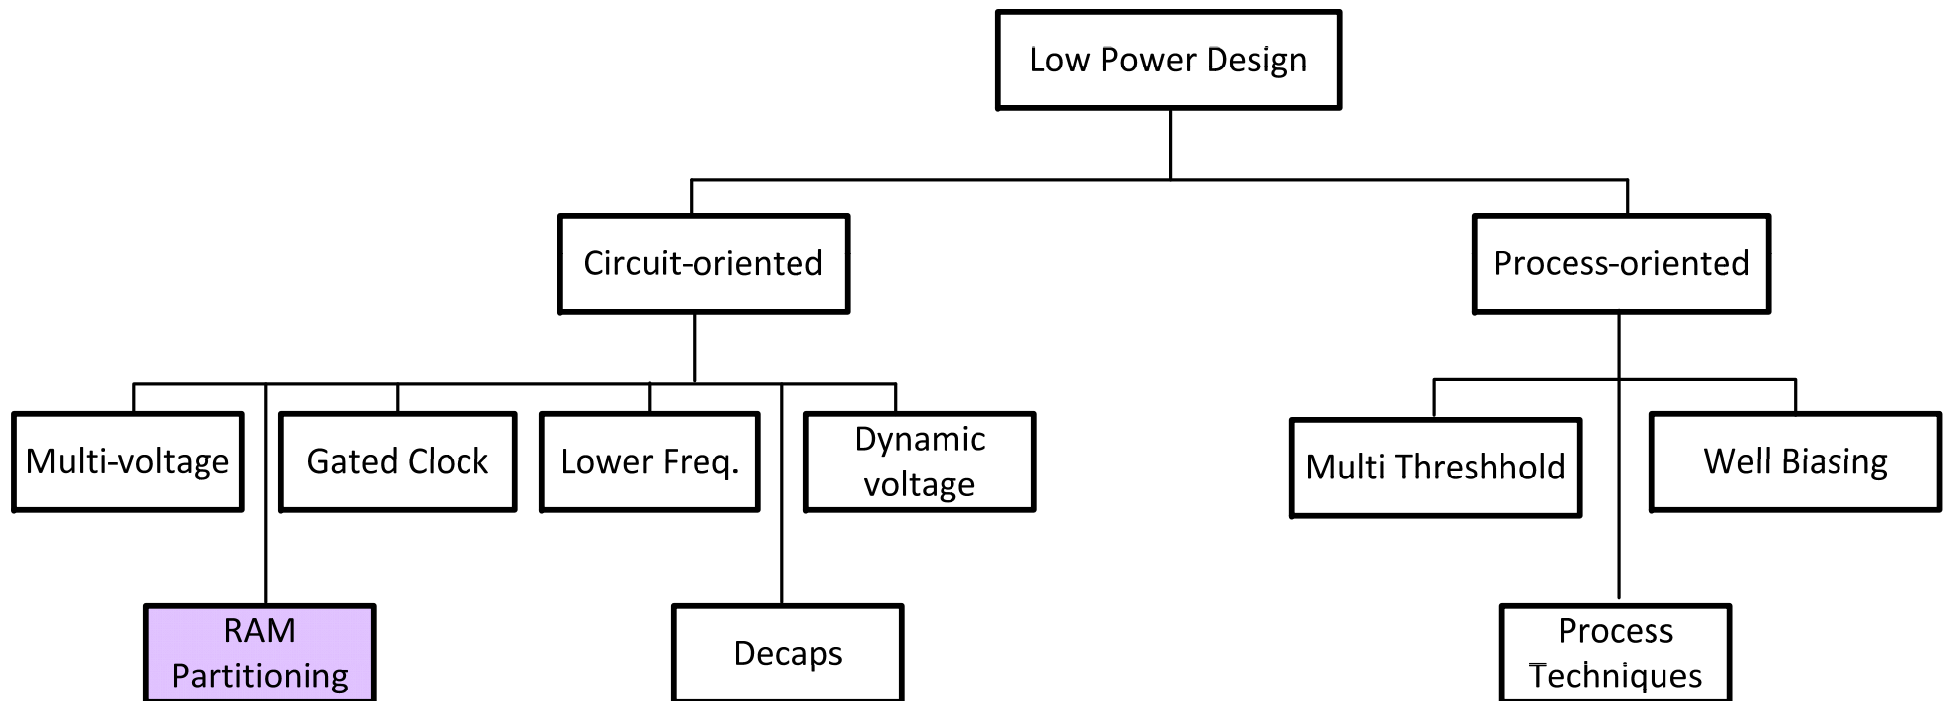 Low Power Design
Circuit-oriented
Process-oriented
Multi-voltage
Gated Clock
Lower Freq.
Dynamic
voltage
Multi Threshhold
Well Biasing
RAM
Partitioning
Decaps
Process
Techniques